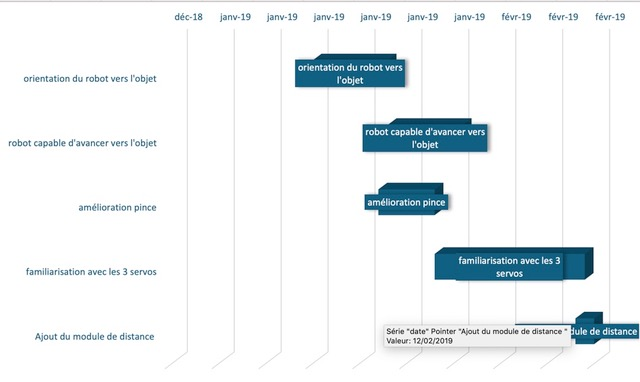 déc-18 janv-19 janv-19 janv-19 janv-19 janv-19 janv-19 févr-19 févr-19 févr-19
orientation du robot vers l'objet
orientation du robot vers
l'objet
robot capable d'avancer vers l'objet
robot capable d'avancer vers
l'objet
amélioration pince
amélioration pince
familiarisation avec les 3 servos
familiarisation avec les 3
servos
Ajout du module de distance
Série "date" Pointer "Ajout du module de distance "
Valeur: 12/02/2019
de distance